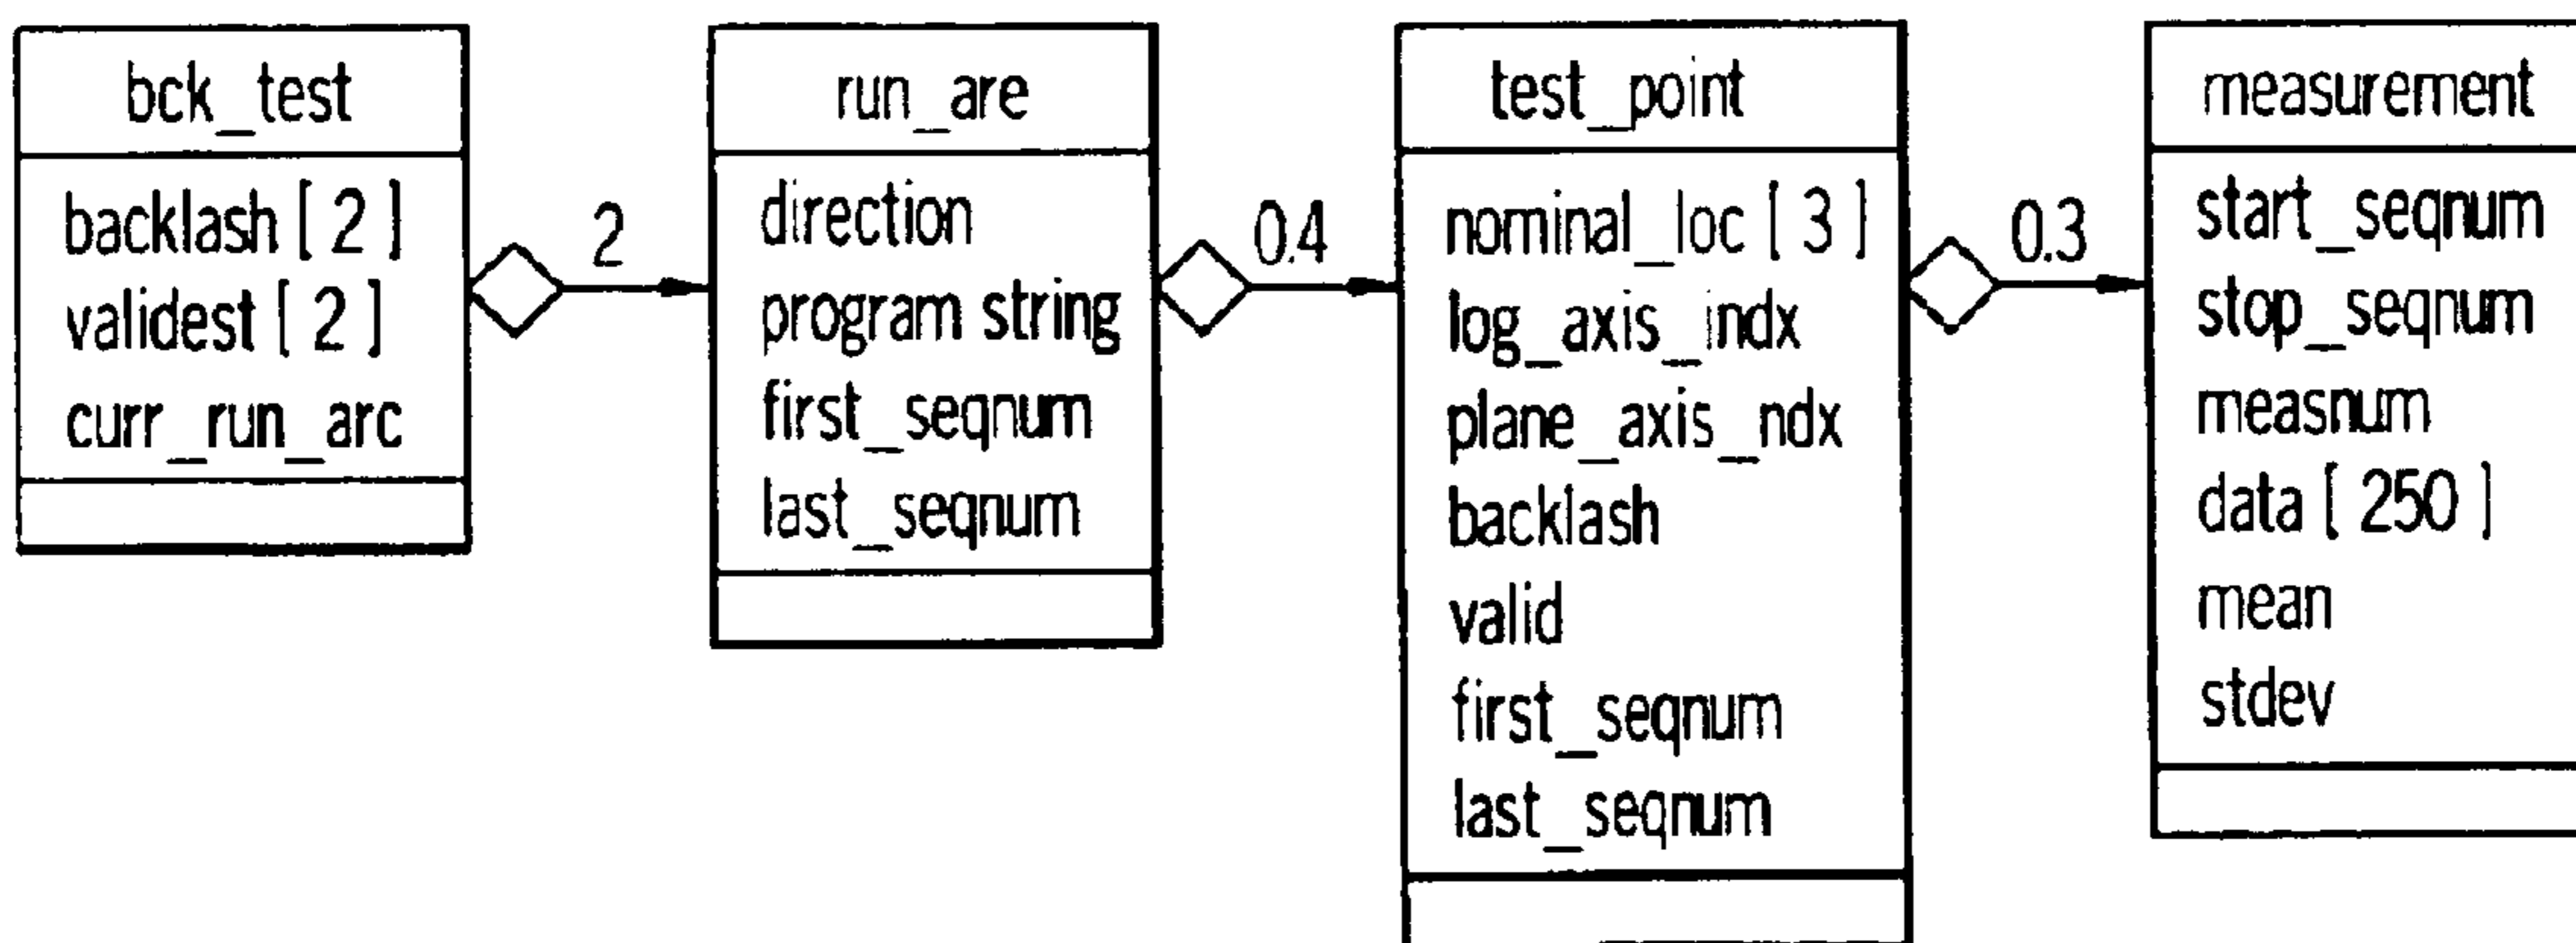 bck_test
backlash [ 2 ]
validest [ 2 ]
curr_run_arc
2
run_are
direction
program string
first_seqnum
last_seqnum
0.4
test_point
nominal_loc [ 3 ]
log_axis_indx
plane_axis_ndx
backlash
valid
first_seqnum
last_seqnum
0.3
measurement
start_seqnum
stop_seqnum
measnum
data [ 250 ]
mean
stdev